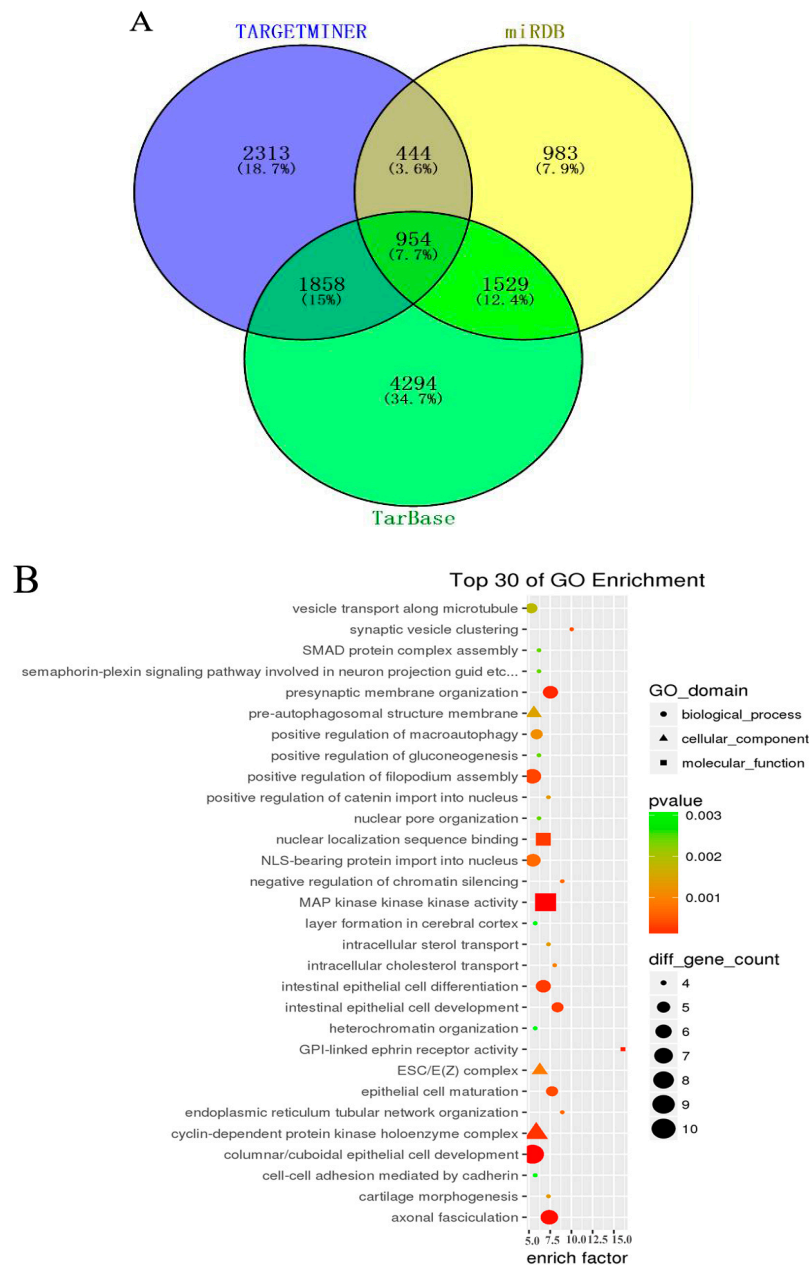 A
TARGETMINER
miRDB
2313
(18.7%)
444
(3.6%)
983
(7.9%)
954
(7.7%)
1858
(15%)
1529
(12.4%)
4294
(34.7%)
TarBase
B
Top 30 of GO Enrichment
vesicle transport along microtubule
synaptic vesicle clustering
SMAD protein complex assembly
semaphorin-plexin signaling pathway involved in neuron projection guid etc...
presynaptic membrane organization
pre-autophagosomal structure membrane
positive regulation of macroautophagy
positive regulation of gluconeogenesis
positive regulation of filopodium assembly
positive regulation of catenin import into nucleus
nuclear pore organization
nuclear localization sequence binding
NLS-bearing protein import into nucleus
negative regulation of chromatin silencing
MAP kinase kinase kinase activity
layer formation in cerebral cortex
intracellular sterol transport
intracellular cholesterol transport
intestinal epithelial cell differentiation
intestinal epithelial cell development
heterochromatin organization
GPI-linked ephrin receptor activity
ESC/E(Z) complex
epithelial cell maturation
endoplasmic reticulum tubular network organization
cyclin-dependent protein kinase holoenzyme complex
columnar/cuboidal epithelial cell development
cell-cell adhesion mediated by cadherin
cartilage morphogenesis
axonal fasciculation
5.0 7.5 10.0 12.5 15.0
enrich factor
GO_domain
biological_process
cellular_component
molecular_function
pvalue
0.003
0.002
0.001
diff_gene_count
4
5
6
7
8
9
10